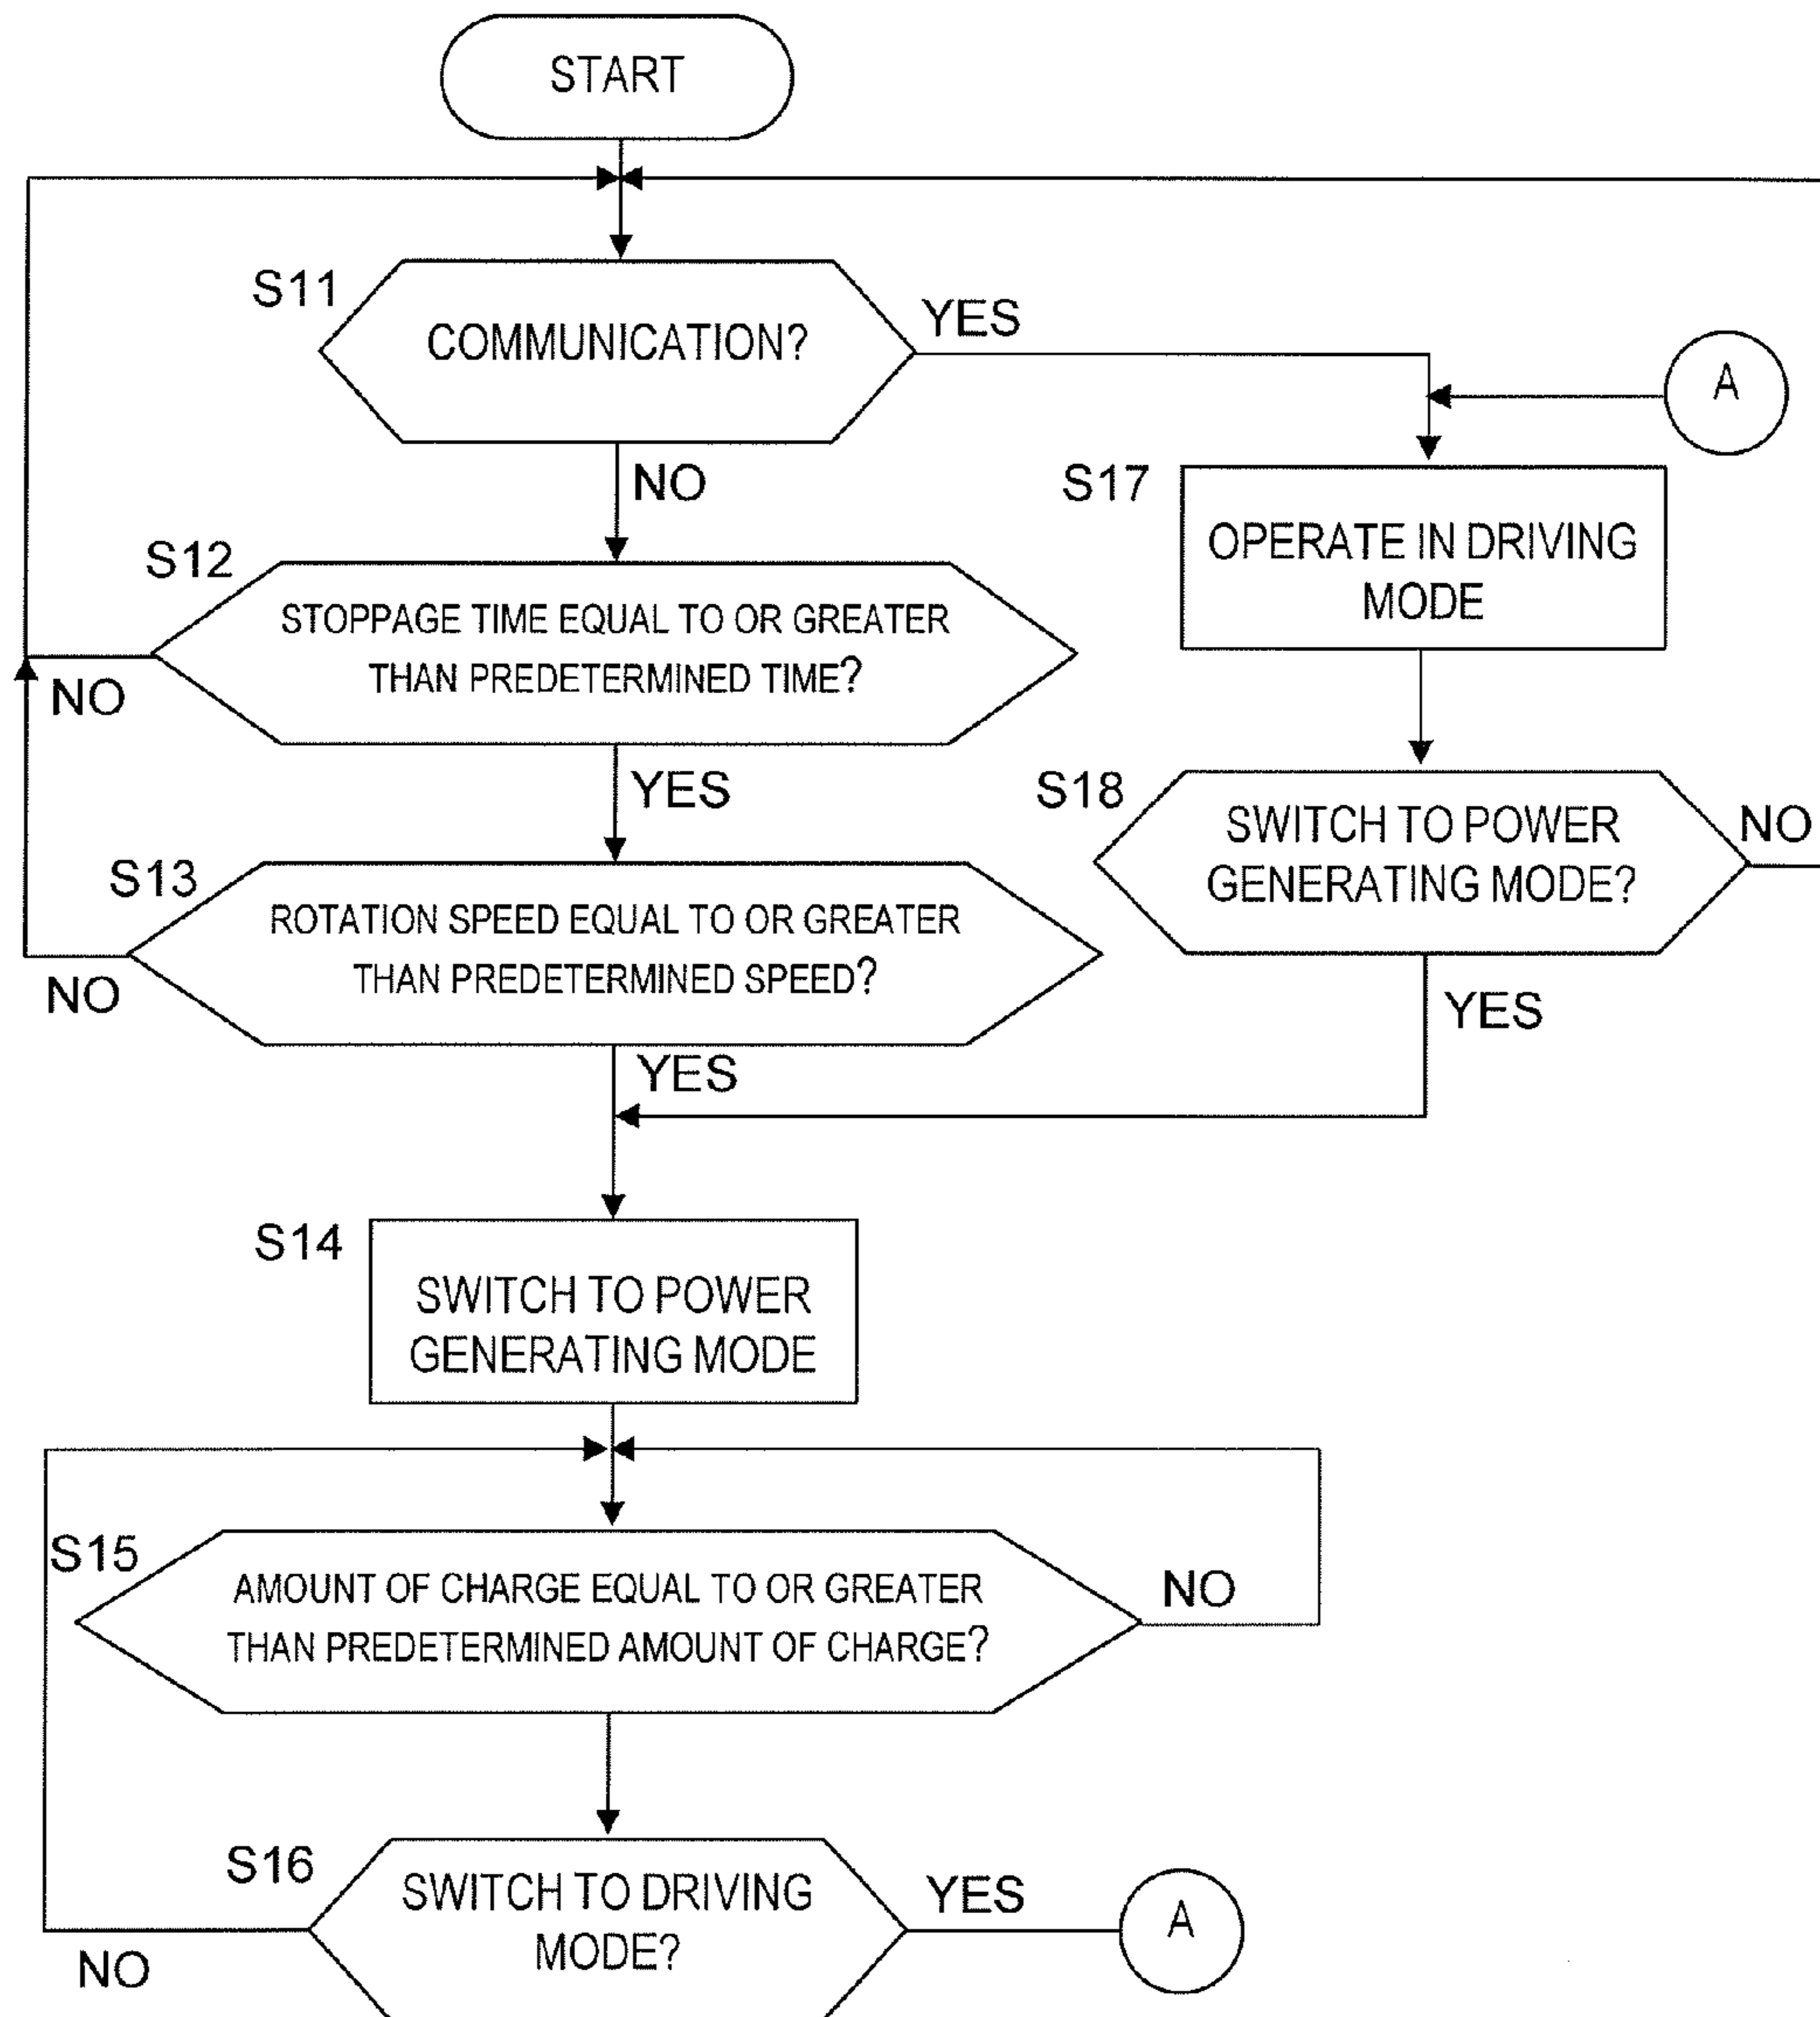 START
S11
COMMUNICATION?
YES
A
NO
S17
OPERATE IN DRIVING
MODE
S12
STOPPAGE TIME EQUAL TO OR GREATER
THAN PREDETERMINED TIME?
NO
YES
S18
SWITCH TO POWER
GENERATING MODE?
NO
S13
ROTATION SPEED EQUAL TO OR GREATER
THAN PREDETERMINED SPEED?
NO
YES
YES
S14
SWITCH TO POWER
GENERATING MODE
S15
AMOUNT OF CHARGE EQUAL TO OR GREATER
THAN PREDETERMINED AMOUNT OF CHARGE?
NO
S16
SWITCH TO DRIVING
MODE?
YES
A
NO